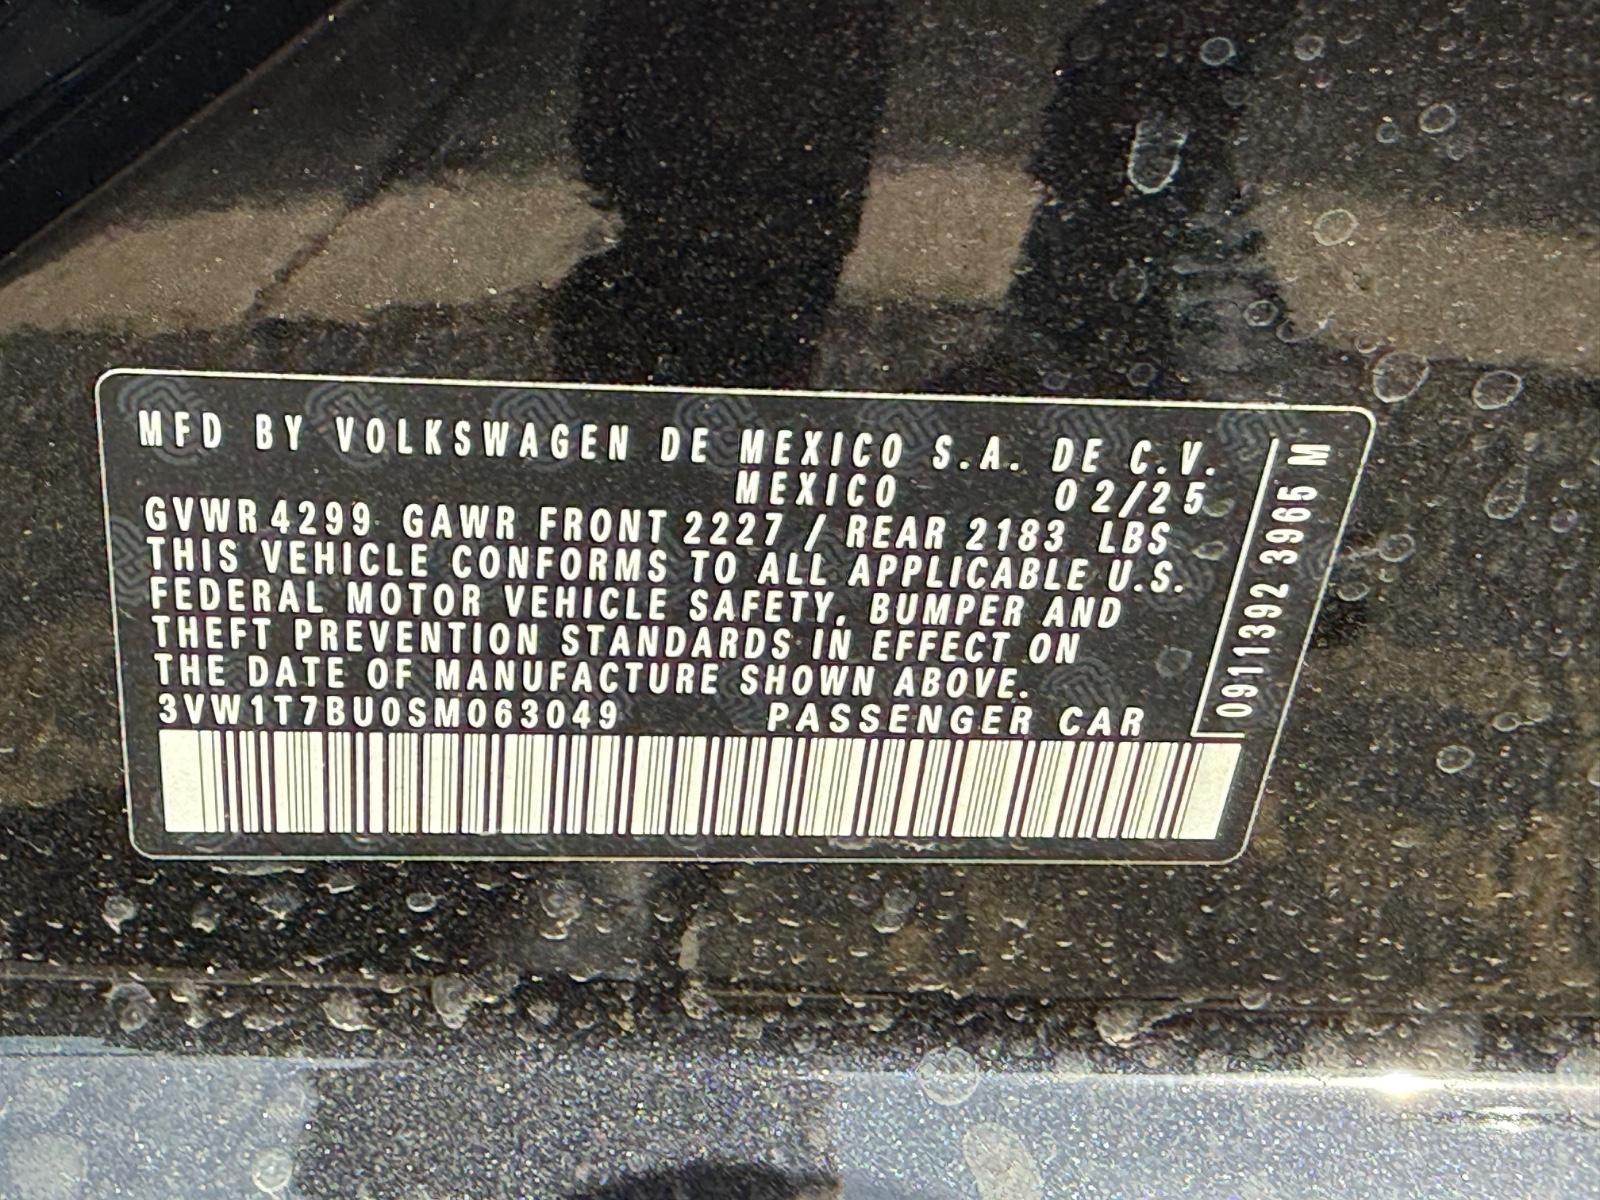 MFD BY VOLKSWAGEN DE MEXICO S.A. DE C.V.
MEXICO 02/25
GVWR 4299 GAWR FRONT 2227 / REAR 2183 LBS
THIS VEHICLE CONFORMS TO ALL APPLICABLE U.S.
FEDERAL MOTOR VEHICLE SAFETY, BUMPER AND
THEFT PREVENTION STANDARDS IN EFFECT ON
THE DATE OF MANUFACTURE SHOWN ABOVE.
3VW1T7BU0SM063049 PASSENGER CAR
0911392 3965 M